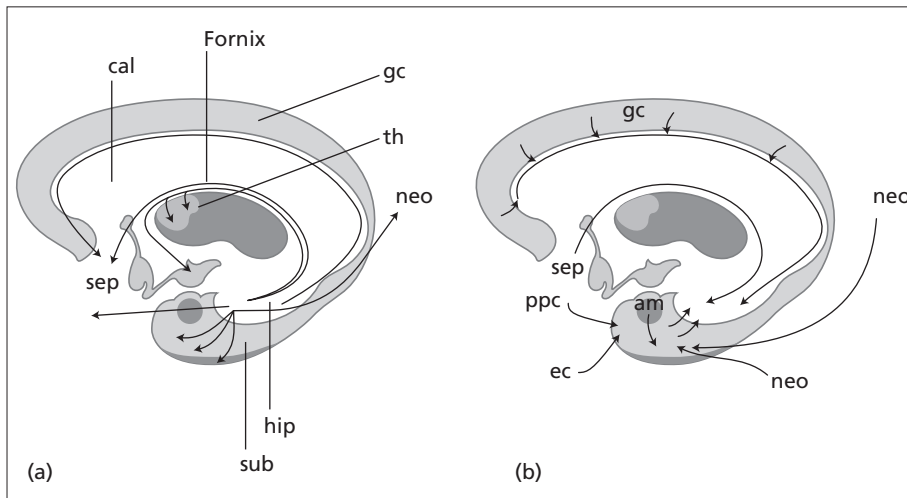 Fornix
cal
gc
th
neo
sep
hip
sub
(a)
gc
neo
sep
ppc
am
ec
neo
(b)